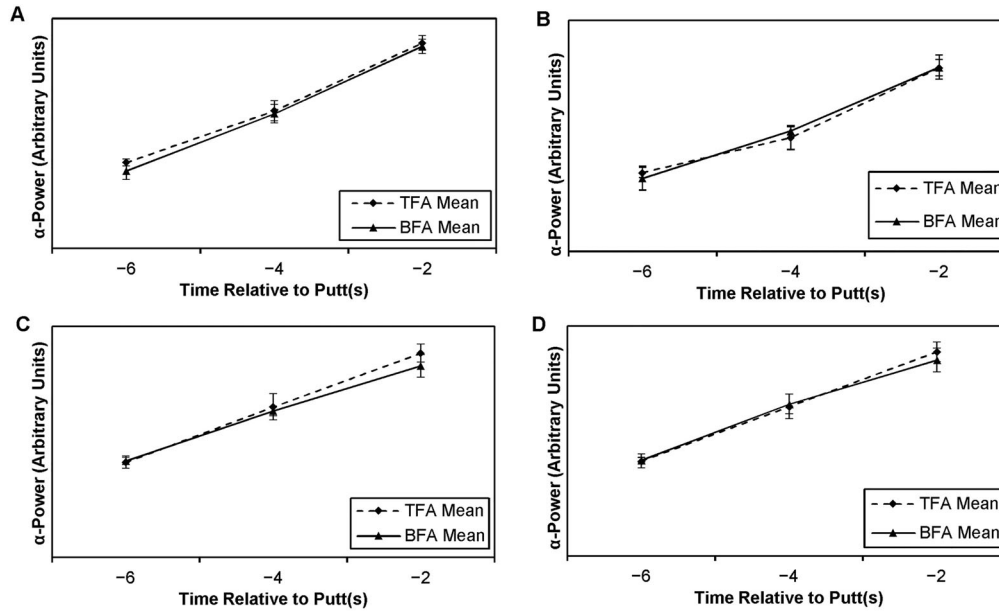 A
α-Power (Arbitrary Units)
TFA Mean
BFA Mean
−6 −4 −2
Time Relative to Putt(s)
B
α-Power (Arbitrary Units)
TFA Mean
BFA Mean
−6 −4 −2
Time Relative to Putt(s)
C
α-Power (Arbitrary Units)
TFA Mean
BFA Mean
−6 −4 −2
Time Relative to Putt(s)
D
α-Power (Arbitrary Units)
TFA Mean
BFA Mean
−6 −4 −2
Time Relative to Putt(s)